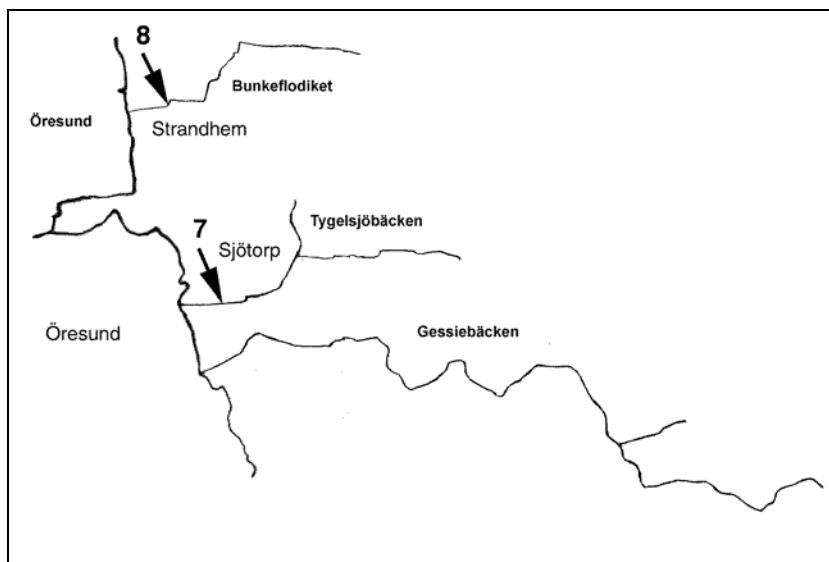 8
Bunkeflodiket
Öresund
Strandhem
7
Tygelsjöbäcken
Sjötorp
Öresund
Gessiebäcken